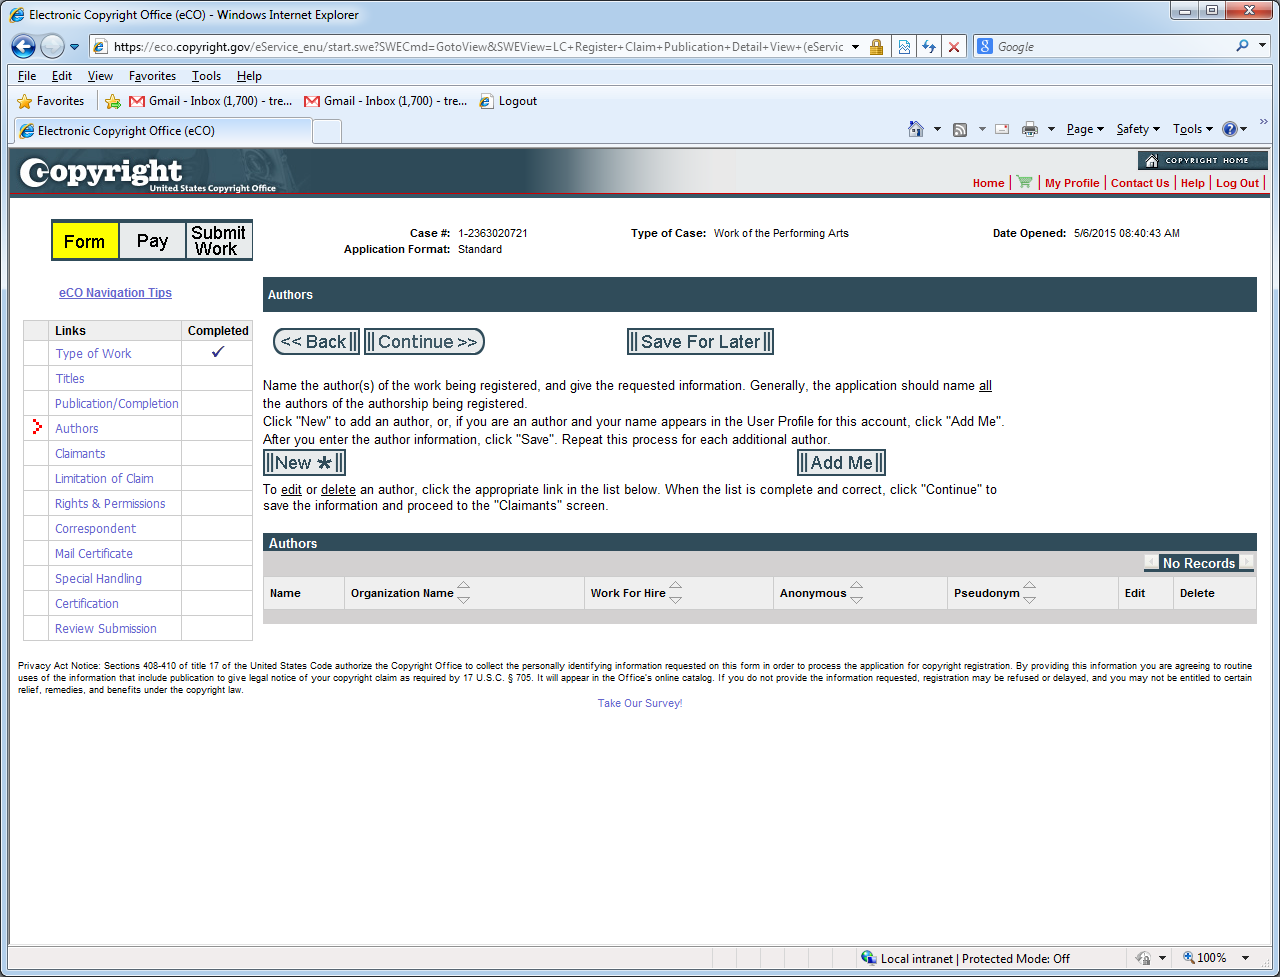 Electronic Copyright Office (eCO) - Windows Internet Explorer
https://eco.copyright.gov/eService_enu/start.swe?SWECmd=GotoView&SWEView=LC+Register+Claim+Publication+Detail+View+(eServic
Google
File Edit View Favorites Tools Help
Favorites Gmail - Inbox (1,700) - tre... Gmail - Inbox (1,700) - tre... Logout
Electronic Copyright Office (eCO)
Page Safety Tools
Copyright
United States Copyright Office
COPYRIGHT HOME
Home My Profile Contact Us Help Log Out
Form Pay Submit Work
Case #: 1-2363020721 Type of Case: Work of the Performing Arts Date Opened: 5/6/2015 08:40:43 AM
Application Format: Standard
eCO Navigation Tips
Links Completed
Type of Work ✓
Titles
Publication/Completion
Authors
Claimants
Limitation of Claim
Rights & Permissions
Correspondent
Mail Certificate
Special Handling
Certification
Review Submission
Authors
<< Back Continue >> Save For Later
Name the author(s) of the work being registered, and give the requested information. Generally, the application should name all
the authors of the authorship being registered.
Click "New" to add an author, or, if you are an author and your name appears in the User Profile for this account, click "Add Me".
After you enter the author information, click "Save". Repeat this process for each additional author.
New * Add Me
To edit or delete an author, click the appropriate link in the list below. When the list is complete and correct, click "Continue" to
save the information and proceed to the "Claimants" screen.
Authors
No Records
Name Organization Name Work For Hire Anonymous Pseudonym Edit Delete
Privacy Act Notice: Sections 408-410 of title 17 of the United States Code authorize the Copyright Office to collect the personally identifying information requested on this form in order to process the application for copyright registration. By providing this information you are agreeing to routine
uses of the information that include publication to give legal notice of your copyright claim as required by 17 U.S.C. § 705. It will appear in the Office's online catalog. If you do not provide the information requested, registration may be refused or delayed, and you may not be entitled to certain
relief, remedies, and benefits under the copyright law.
Take Our Survey!
Local intranet | Protected Mode: Off
100%